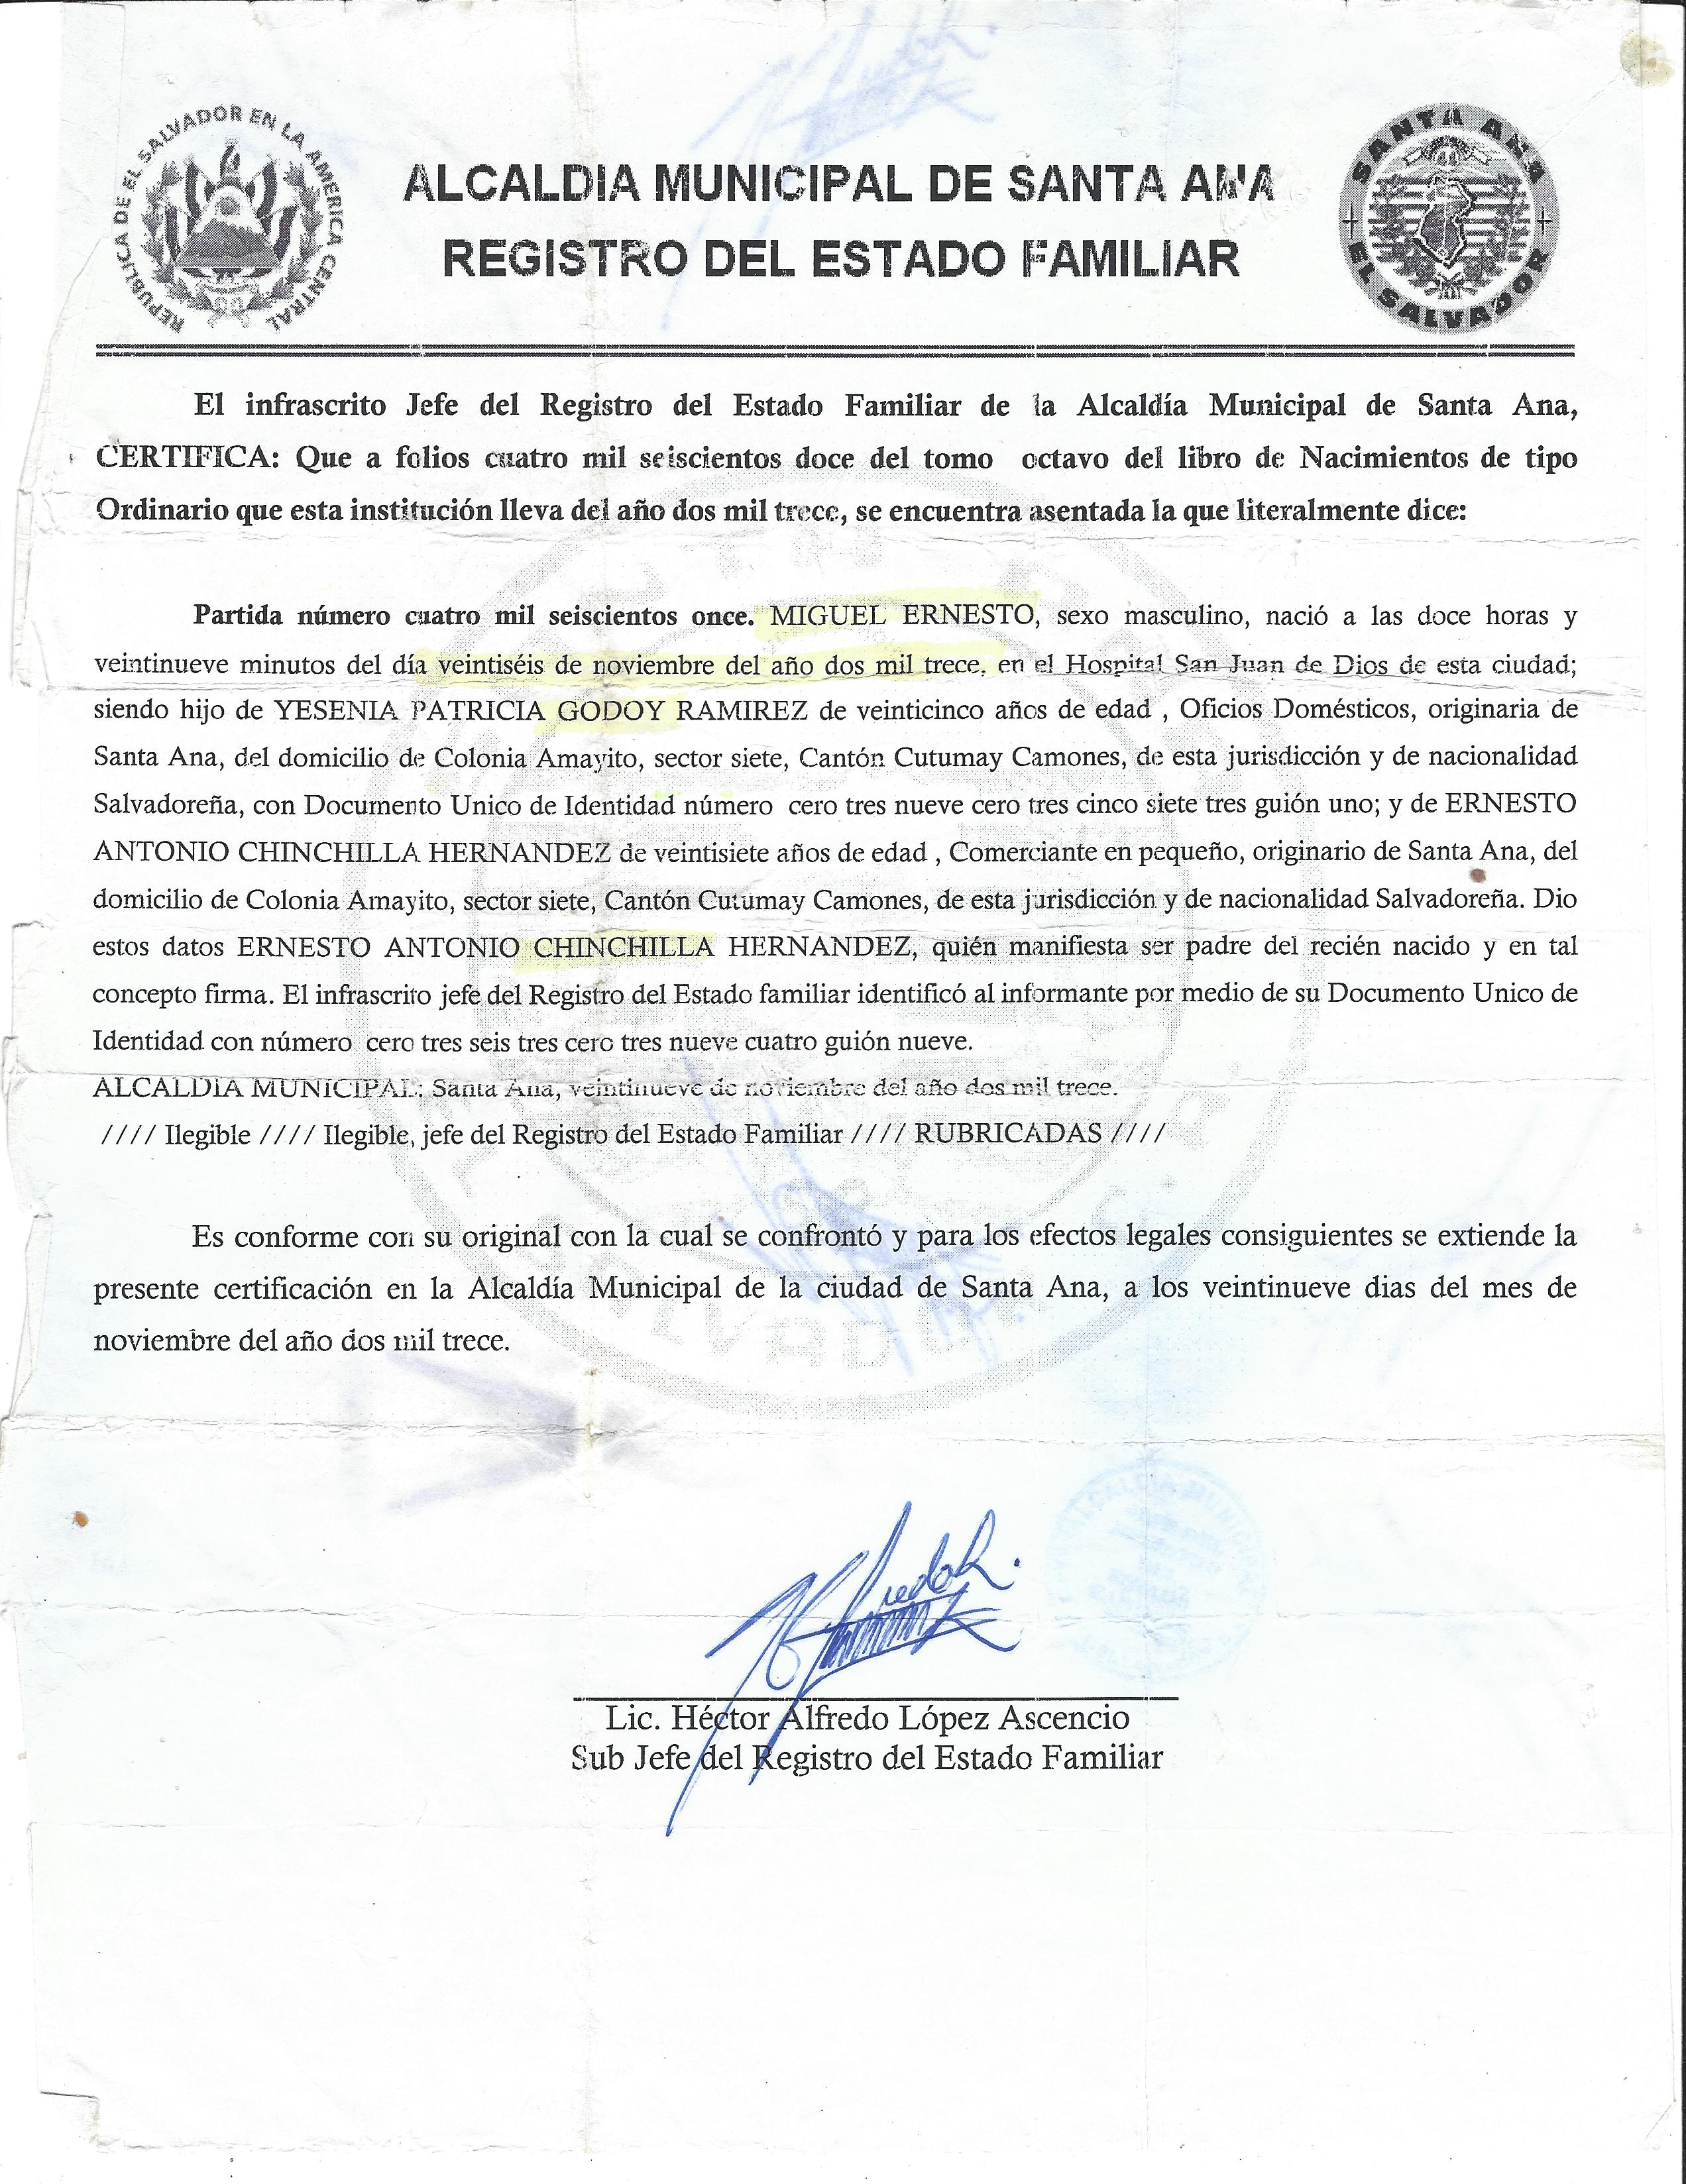 REPUBLICA DE EL SALVADOR EN LA AMERICA CENTRAL
ALCALDIA MUNICIPAL DE SANTA ANA
REGISTRO DEL ESTADO FAMILIAR
SANTA ANA
EL SALVADOR
El infrascrito Jefe del Registro del Estado Familiar de la Alcaldía Municipal de Santa Ana,
CERTIFICA: Que a folios cuatro mil seiscientos doce del tomo octavo del libro de Nacimientos de tipo
Ordinario que esta institución lleva del año dos mil trece, se encuentra asentada la que literalmente dice:
Partida número cuatro mil seiscientos once. MIGUEL ERNESTO, sexo masculino, nació a las doce horas y
veintinueve minutos del día veintiséis de noviembre del año dos mil trece, en el Hospital San Juan de Dios de esta ciudad;
siendo hijo de YESENIA PATRICIA GODOY RAMIREZ de veinticinco años de edad , Oficios Domésticos, originaria de
Santa Ana, del domicilio de Colonia Amayito, sector siete, Cantón Cutumay Camones, de esta jurisdicción y de nacionalidad
Salvadoreña, con Documento Unico de Identidad número cero tres nueve cero tres cinco siete tres guión uno; y de ERNESTO
ANTONIO CHINCHILLA HERNANDEZ de veintisiete años de edad , Comerciante en pequeño, originario de Santa Ana, del
domicilio de Colonia Amayito, sector siete, Cantón Cutumay Camones, de esta jurisdicción y de nacionalidad Salvadoreña. Dio
estos datos ERNESTO ANTONIO CHINCHILLA HERNANDEZ, quién manifiesta ser padre del recién nacido y en tal
concepto firma. El infrascrito jefe del Registro del Estado familiar identificó al informante por medio de su Documento Unico de
Identidad con número cero tres seis tres cero tres nueve cuatro guión nueve.
ALCALDIA MUNICIPAL: Santa Ana, veintinueve de noviembre del año dos mil trece.
//// Ilegible //// Ilegible, jefe del Registro del Estado Familiar //// RUBRICADAS ////
Es conforme con su original con la cual se confrontó y para los efectos legales consiguientes se extiende la
presente certificación en la Alcaldía Municipal de la ciudad de Santa Ana, a los veintinueve dias del mes de
noviembre del año dos mil trece.
Lic. Héctor Alfredo López Ascencio
Sub Jefe del Registro del Estado Familiar